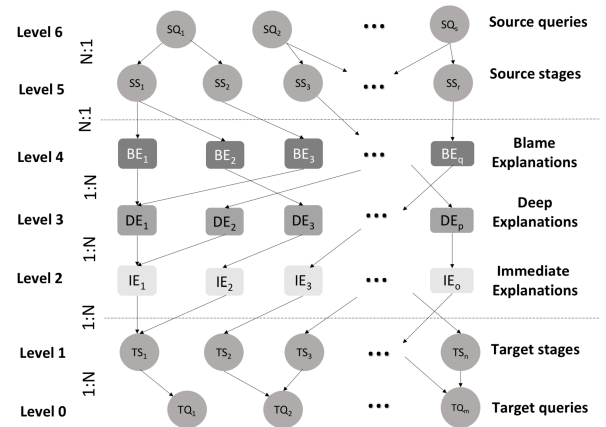 Level 6 SQ1 SQ2 ... SQs Source queries
N:1
Level 5 SS1 SS2 SS3 ... SSr Source stages
N:1
Level 4 BE1 BE2 BE3 ... BEq Blame
Explanations
1:N
Level 3 DE1 DE2 DE3 ... DEp Deep
Explanations
1:N
Level 2 IE1 IE2 IE3 ... IEo Immediate
Explanations
1:N
Level 1 TS1 TS2 TS3 ... TSn Target stages
1:N
Level 0 TQ1 TQ2 ... TQm Target queries